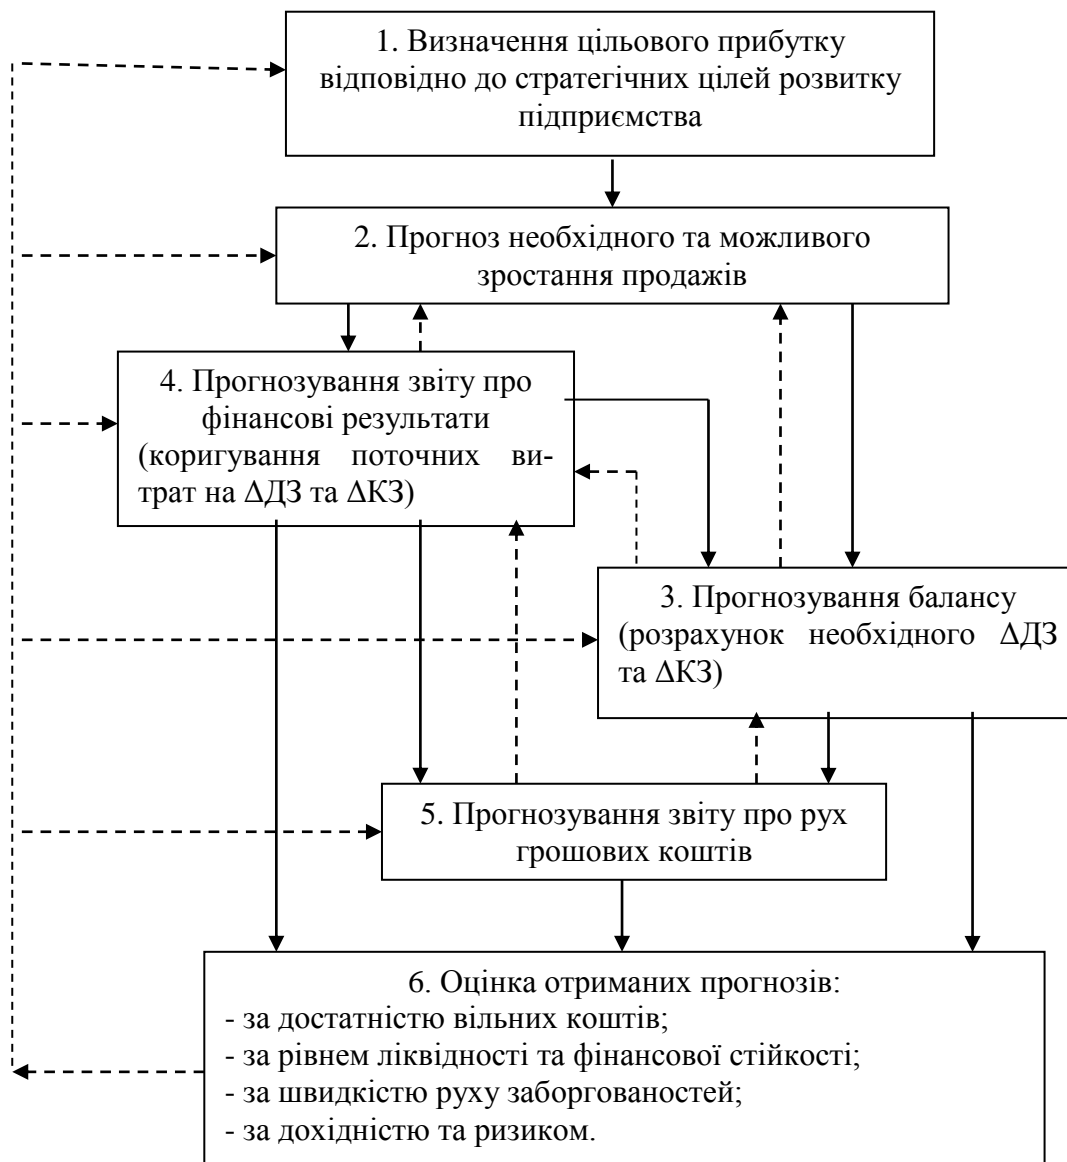 1. Визначення цільового прибутку
відповідно до стратегічних цілей розвитку
підприємства
2. Прогноз необхідного та можливого
зростання продажів
4. Прогнозування звіту про
фінансові результати
(коригування поточних ви-
трат на ΔДЗ та ΔКЗ)
3. Прогнозування балансу
(розрахунок необхідного ΔДЗ
та ΔКЗ)
5. Прогнозування звіту про рух
грошових коштів
6. Оцінка отриманих прогнозів:
- за достатністю вільних коштів;
- за рівнем ліквідності та фінансової стійкості;
- за швидкістю руху заборгованостей;
- за дохідністю та ризиком.